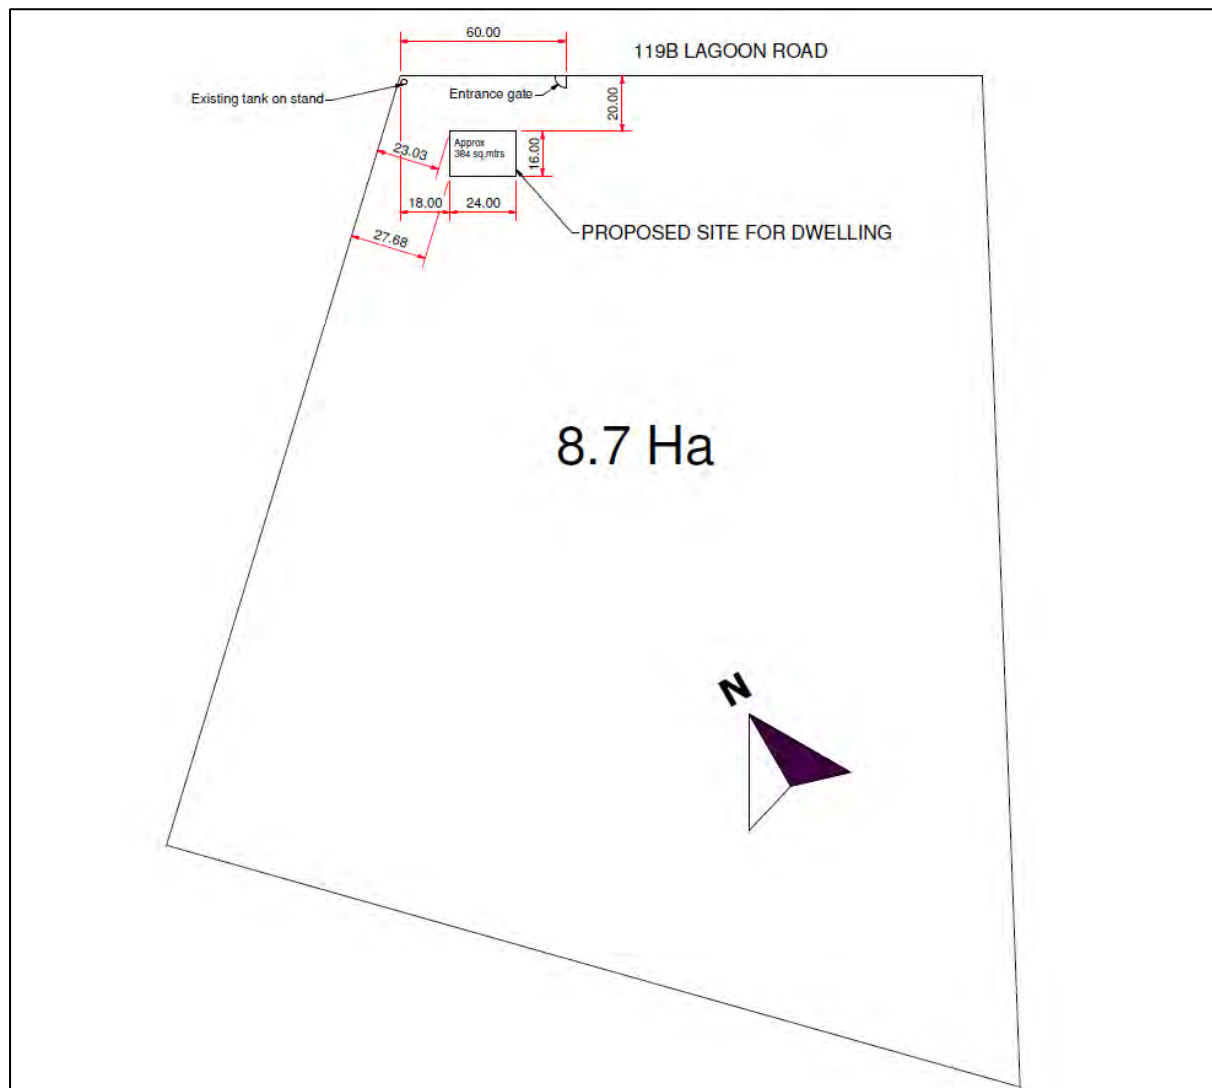 60.00
119B LAGOON ROAD
Existing tank on stand
Entrance gate
20.00
Approx
384 sq.mtrs
16.00
23.03
18.00
24.00
27.68
PROPOSED SITE FOR DWELLING
8.7 Ha
N